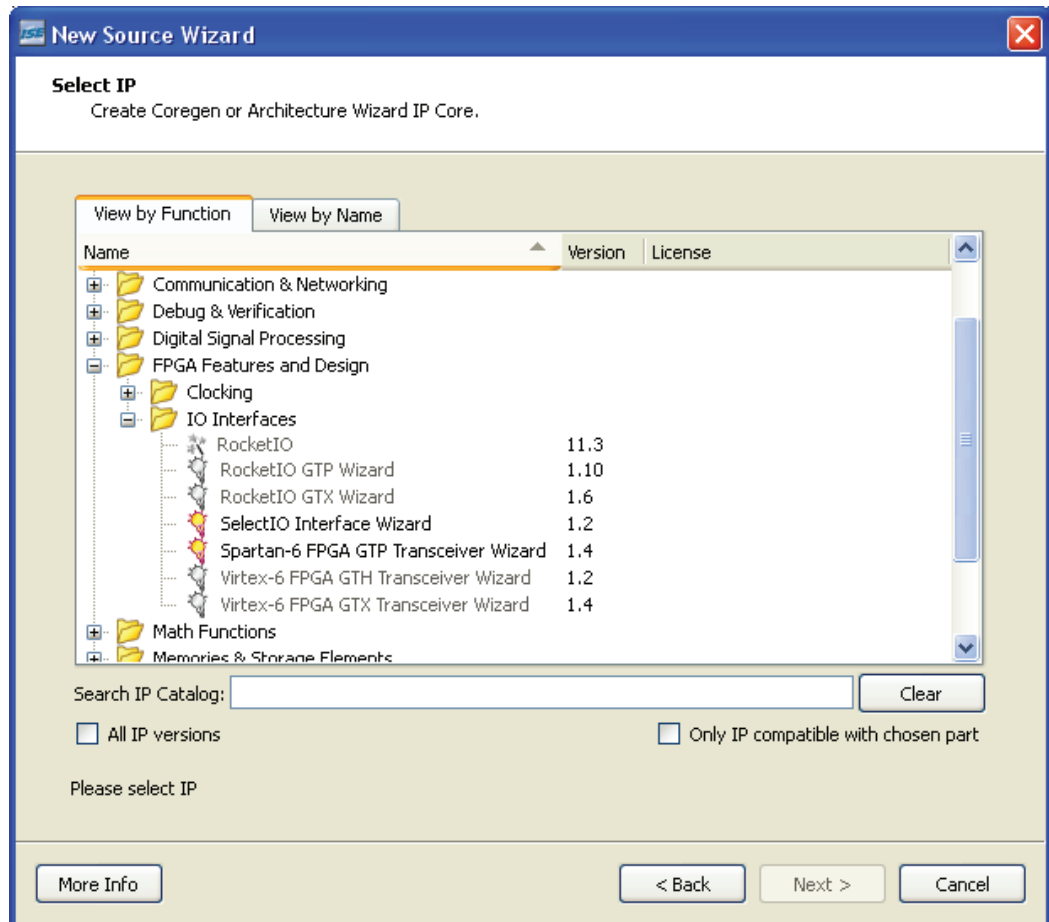 ISE New Source Wizard
Select IP
Create Coregen or Architecture Wizard IP Core.
View by Function View by Name
Name Version License
Communication & Networking
Debug & Verification
Digital Signal Processing
FPGA Features and Design
Clocking
IO Interfaces
RocketIO 11.3
RocketIO GTP Wizard 1.10
RocketIO GTX Wizard 1.6
SelectIO Interface Wizard 1.2
Spartan-6 FPGA GTP Transceiver Wizard 1.4
Virtex-6 FPGA GTH Transceiver Wizard 1.2
Virtex-6 FPGA GTX Transceiver Wizard 1.4
Math Functions
Memories & Storage Elements
Search IP Catalog: Clear
All IP versions Only IP compatible with chosen part
Please select IP
More Info < Back Next > Cancel